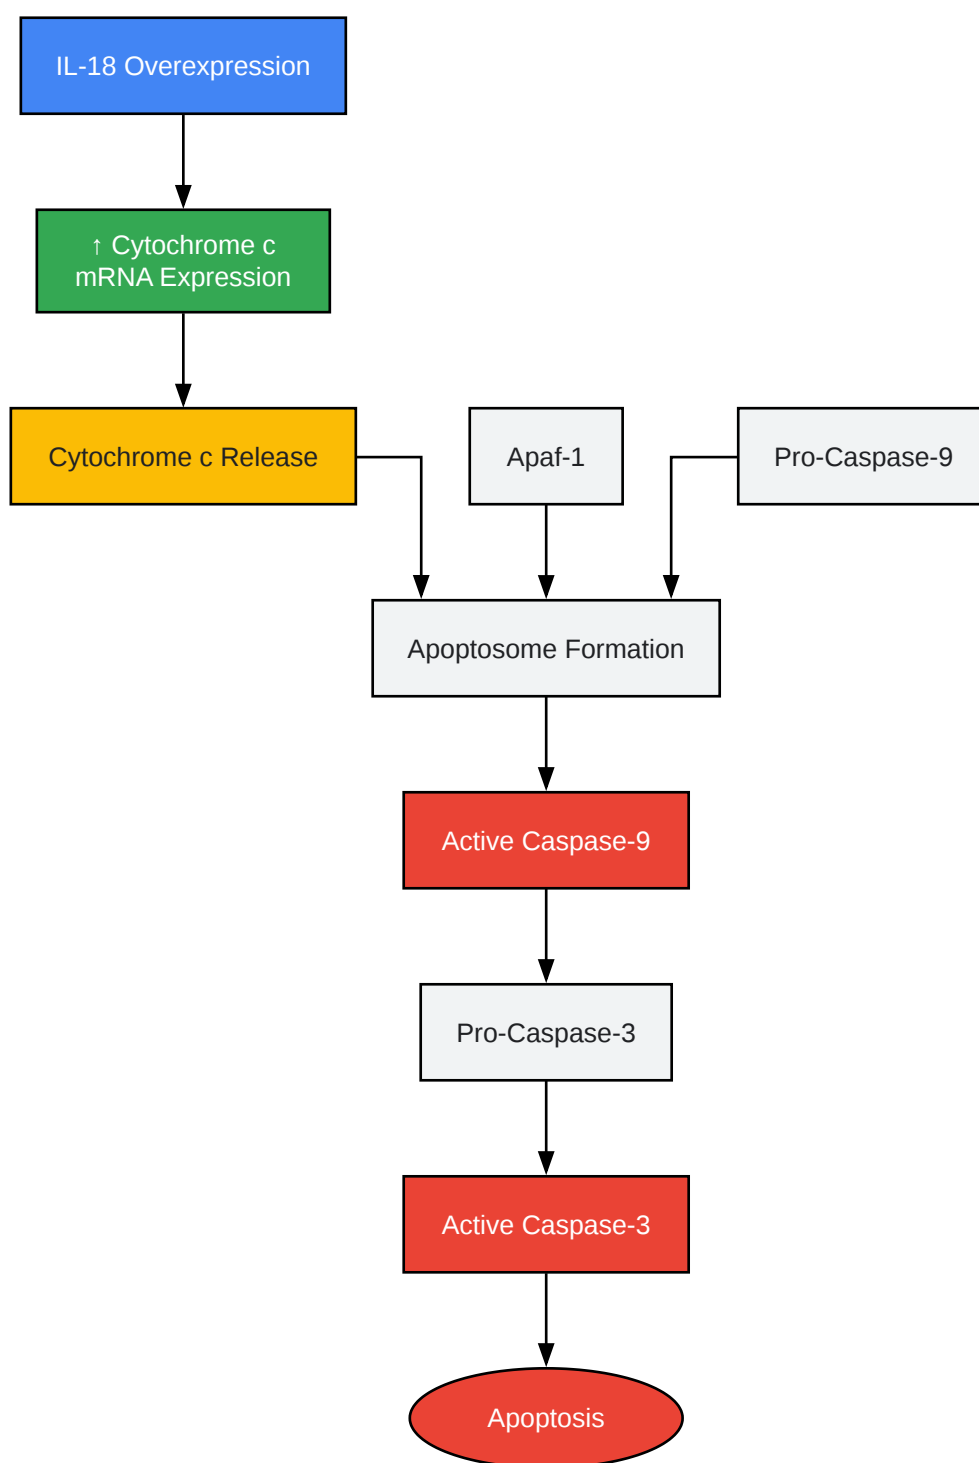 IL-18 Overexpression
↑ Cytochrome c
mRNA Expression
Cytochrome c Release
Apaf-1
Pro-Caspase-9
Apoptosome Formation
Active Caspase-9
Pro-Caspase-3
Active Caspase-3
Apoptosis